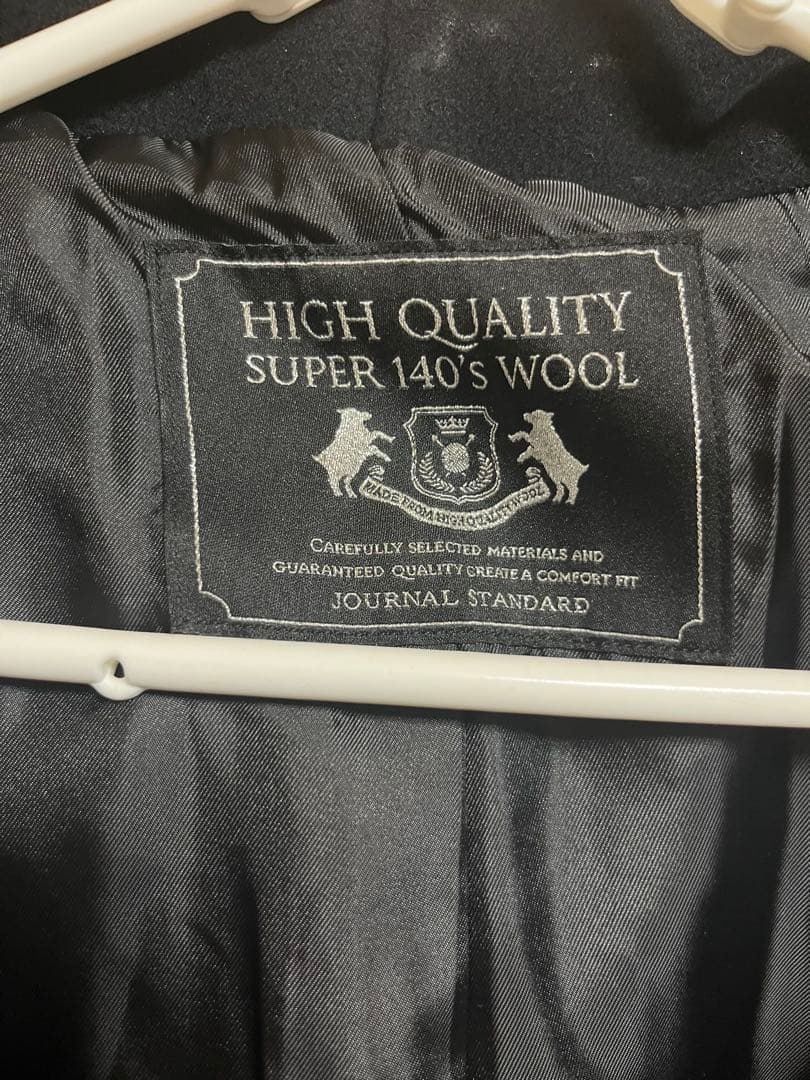 HIGH QUALITY
SUPER 140's WOOL
MADE FROM HIGH QUALITY WOOL
CAREFULLY SELECTED MATERIALS AND
GUARANTEED QUALITY CREATE A COMFORT FIT
JOURNAL STANDARD